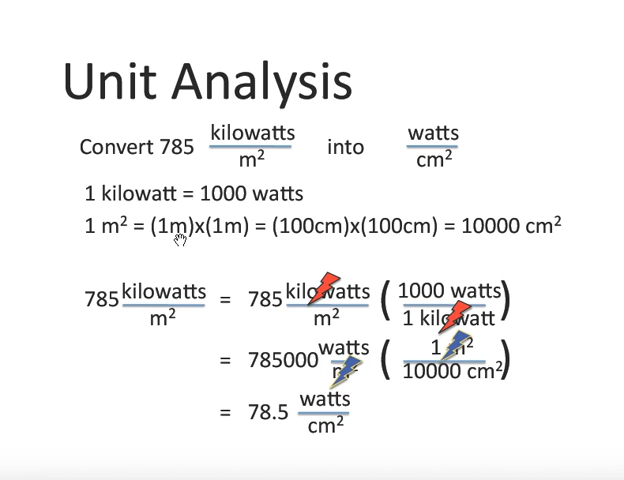 Unit Analysis
Convert 785 kilowatts/m² into watts/cm²
1 kilowatt = 1000 watts
1 m² = (1m)x(1m) = (100cm)x(100cm) = 10000 cm²
785 kilowatts/m² = 785 kilowatts/m² (1000 watts/1 kilowatt)
= 785000 watts/m² (1 m²/10000 cm²)
= 78.5 watts/cm²